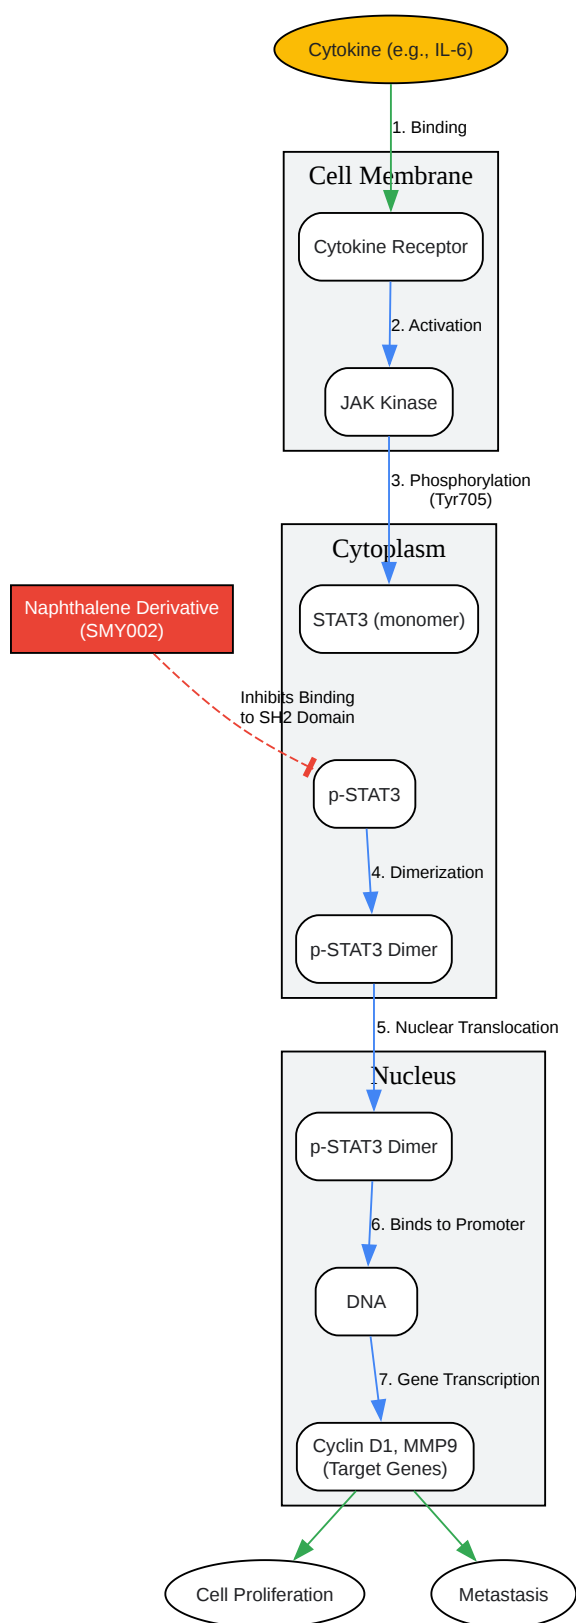 Cytokine (e.g., IL-6)
1. Binding
Cell Membrane
Cytokine Receptor
2. Activation
JAK Kinase
3. Phosphorylation
(Tyr705)
Cytoplasm
Naphthalene Derivative
(SMY002)
STAT3 (monomer)
Inhibits Binding
to SH2 Domain
p-STAT3
4. Dimerization
p-STAT3 Dimer
5. Nuclear Translocation
Nucleus
p-STAT3 Dimer
6. Binds to Promoter
DNA
7. Gene Transcription
Cyclin D1, MMP9
(Target Genes)
Cell Proliferation
Metastasis